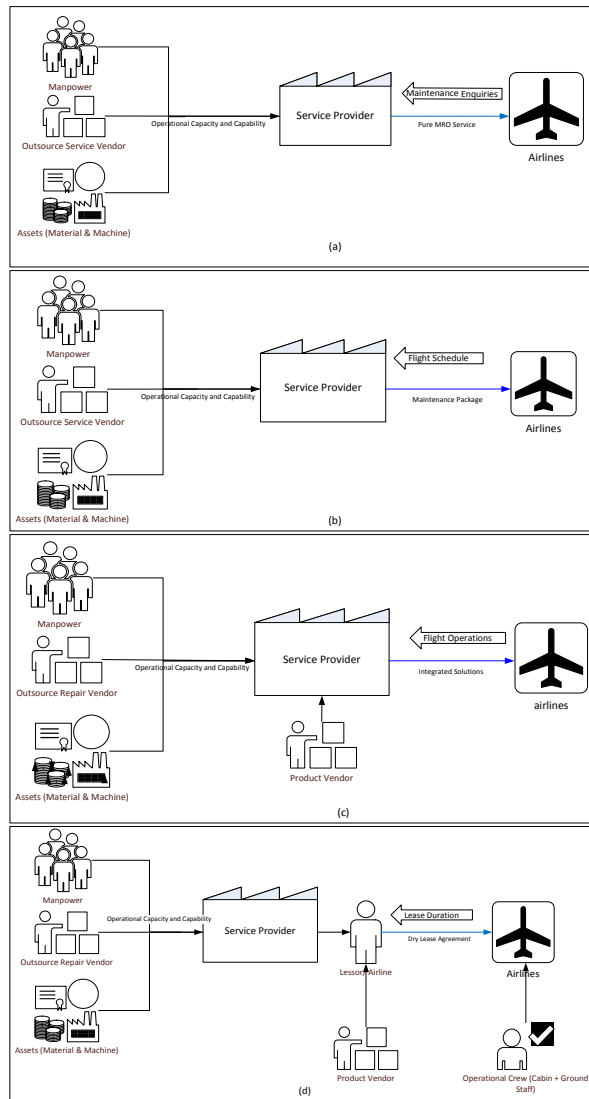 Manpower
Outsource Service Vendor
Assets (Material & Machine)
Operational Capacity and Capability
Service Provider
Maintenance Enquiries
Pure MRO Service
Airlines
(a)
Manpower
Outsource Service Vendor
Assets (Material & Machine)
Operational Capacity and Capability
Service Provider
Flight Schedule
Maintenance Package
Airlines
(b)
Manpower
Outsource Repair Vendor
Assets (Material & Machine)
Operational Capacity and Capability
Service Provider
Product Vendor
Flight Operations
Integrated Solutions
airlines
(c)
Manpower
Outsource Repair Vendor
Assets (Material & Machine)
Operational Capacity and Capability
Service Provider
Lessor Airline
Product Vendor
Lease Duration
Dry Lease Agreement
Airlines
Operational Crew (Cabin + Ground
Staff)
(d)